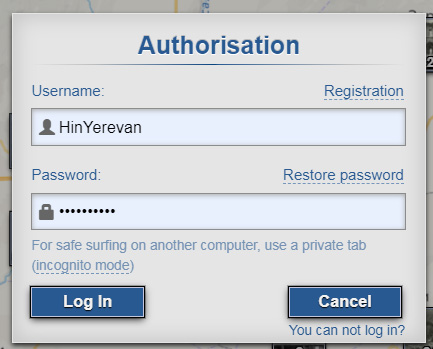 Authorisation
Username: Registration
HinYerevan
Password: Restore password
••••••••••
For safe surfing on another computer, use a private tab
(incognito mode)
Log In Cancel
You can not log in?